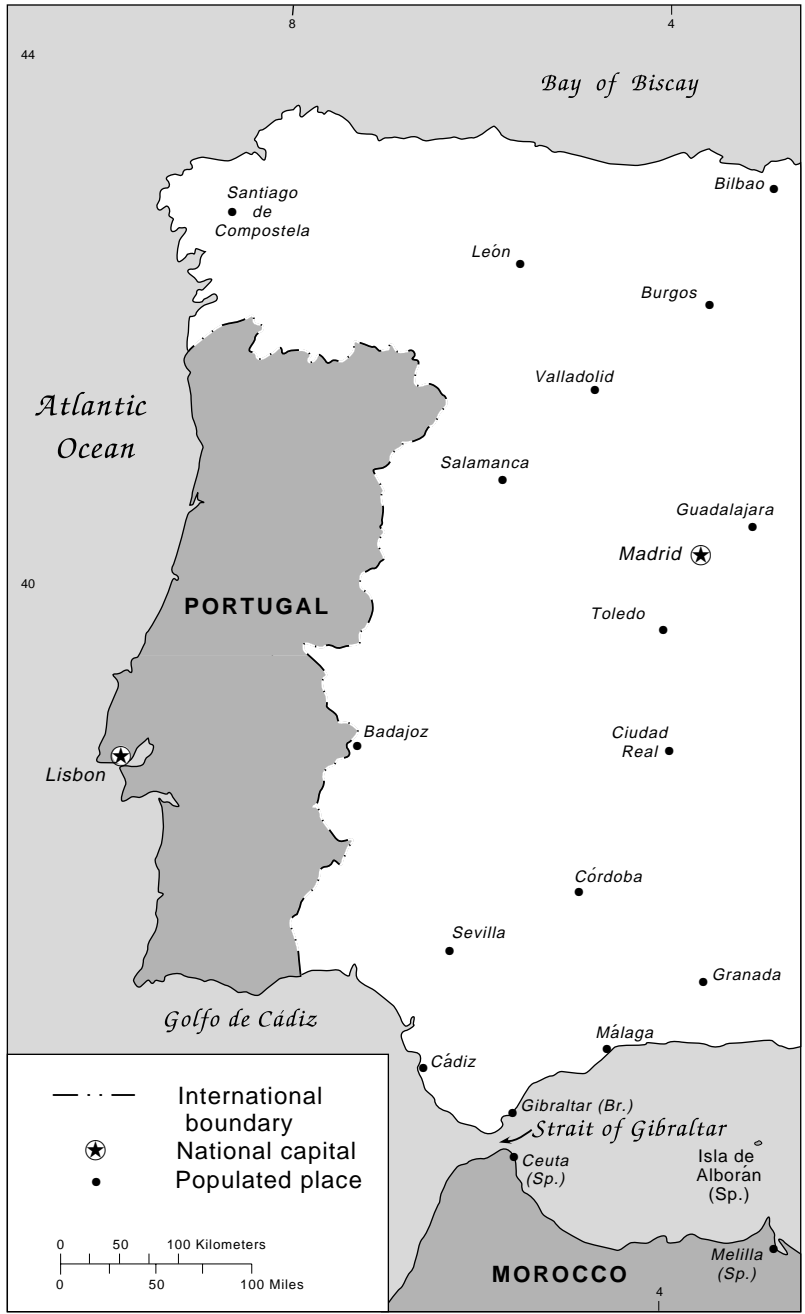 8
4
44
Bay of Biscay
Bilbao
Santiago
de
Compostela
León
Burgos
Valladolid
Atlantic
Ocean
Salamanca
Guadalajara
Madrid
40
PORTUGAL
Toledo
Badajoz
Ciudad
Real
Lisbon
Córdoba
Sevilla
Granada
Golfo de Cádiz
Málaga
Cádiz
Gibraltar (Br.)
Strait of Gibraltar
Ceuta
(Sp.)
Isla de
Alborán
(Sp.)
Melilla
(Sp.)
MOROCCO
4
International
boundary
National capital
Populated place
0 50 100 Kilometers
0 50 100 Miles